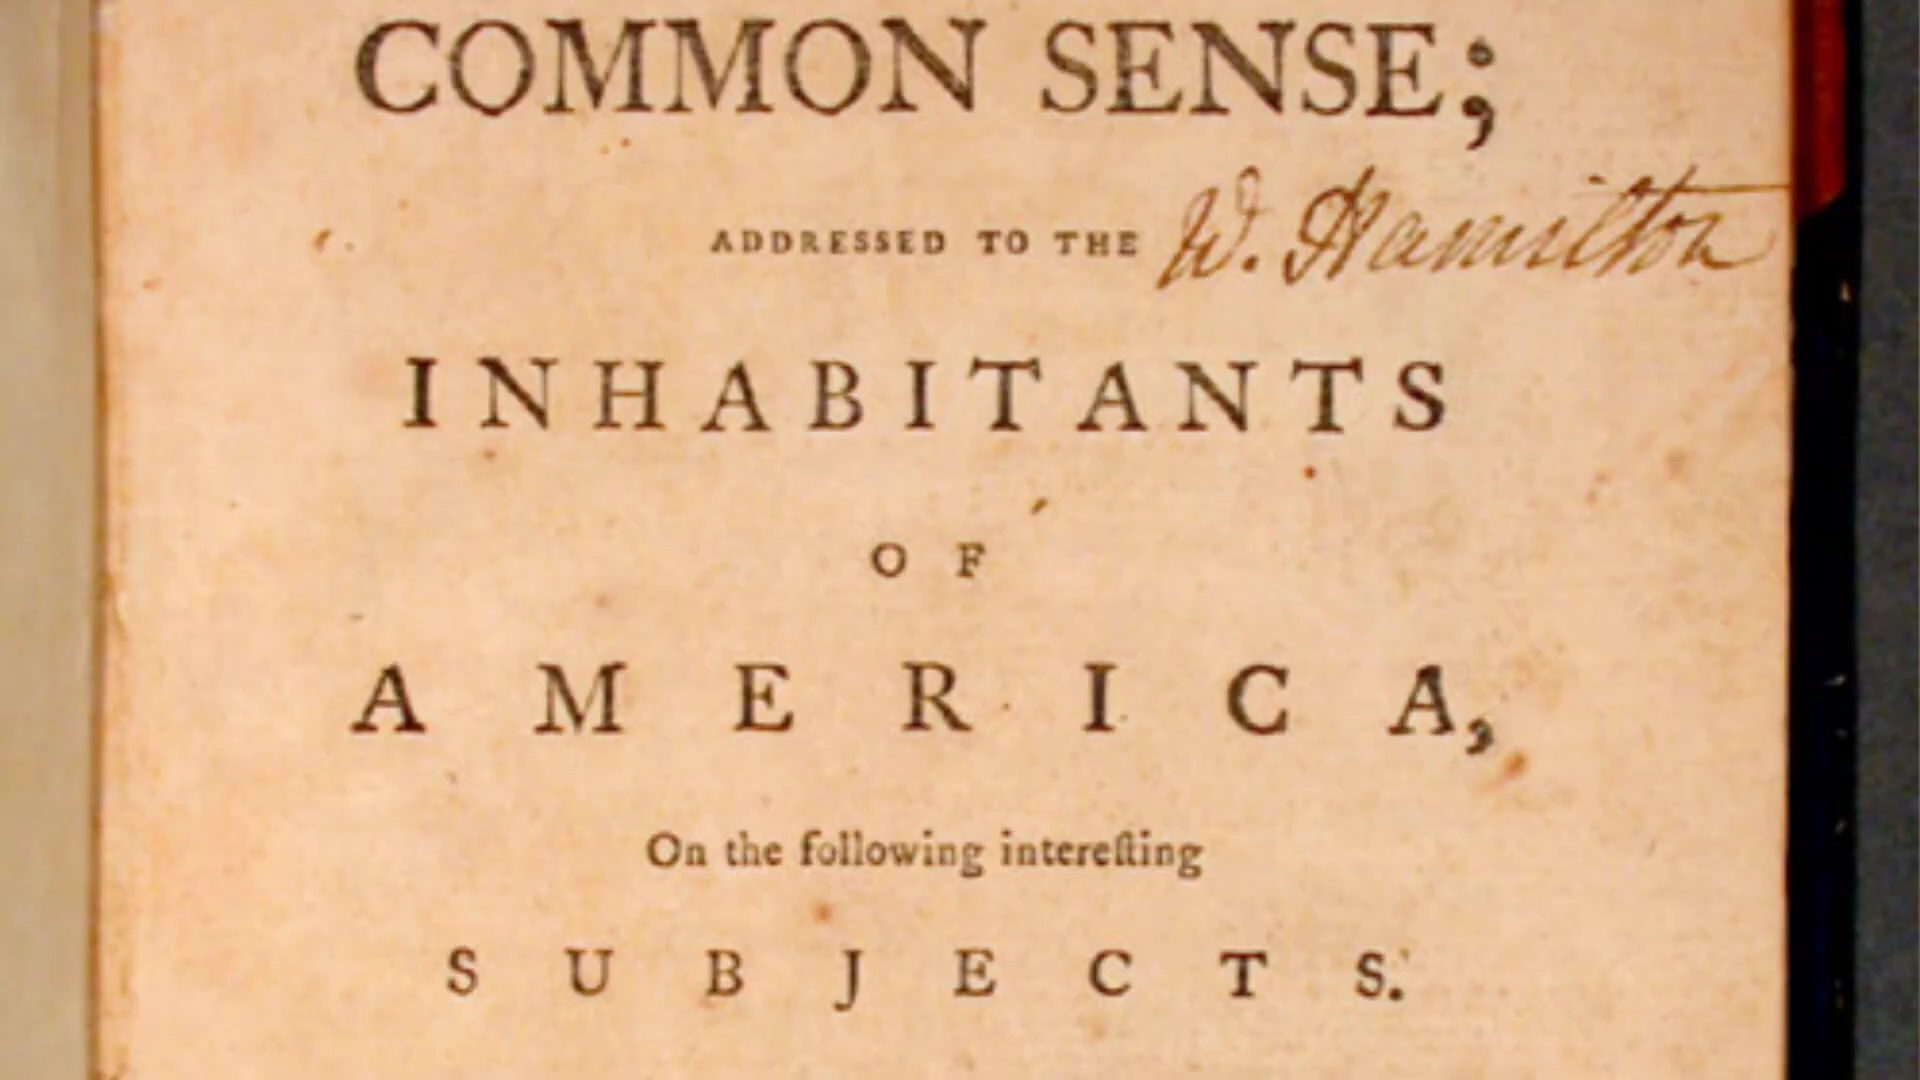 COMMON SENSE;
ADDRESSED TO THE W. Hamilton
INHABITANTS
OF
AMERICA,
On the following intereſting
SUBJECTS.